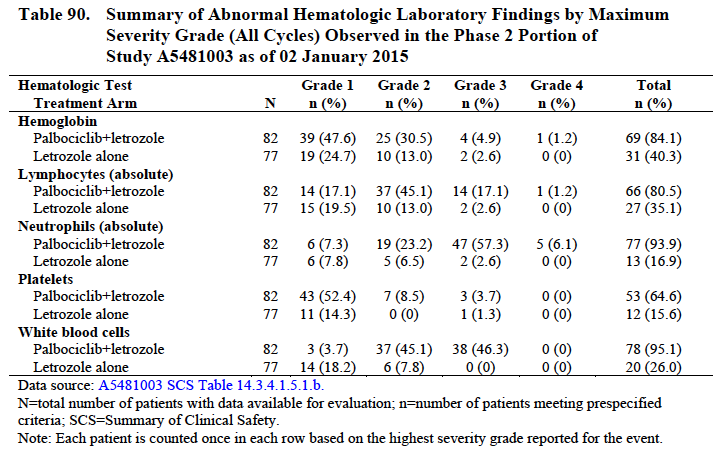 Table 90. Summary of Abnormal Hematologic Laboratory Findings by Maximum
Severity Grade (All Cycles) Observed in the Phase 2 Portion of
Study A5481003 as of 02 January 2015
Hematologic Test Grade 1 Grade 2 Grade 3 Grade 4 Total
Treatment Arm N n (%) n (%) n (%) n (%) n (%)
Hemoglobin
Palbociclib+letrozole 82 39 (47.6) 25 (30.5) 4 (4.9) 1 (1.2) 69 (84.1)
Letrozole alone 77 19 (24.7) 10 (13.0) 2 (2.6) 0 (0) 31 (40.3)
Lymphocytes (absolute)
Palbociclib+letrozole 82 14 (17.1) 37 (45.1) 14 (17.1) 1 (1.2) 66 (80.5)
Letrozole alone 77 15 (19.5) 10 (13.0) 2 (2.6) 0 (0) 27 (35.1)
Neutrophils (absolute)
Palbociclib+letrozole 82 6 (7.3) 19 (23.2) 47 (57.3) 5 (6.1) 77 (93.9)
Letrozole alone 77 6 (7.8) 5 (6.5) 2 (2.6) 0 (0) 13 (16.9)
Platelets
Palbociclib+letrozole 82 43 (52.4) 7 (8.5) 3 (3.7) 0 (0) 53 (64.6)
Letrozole alone 77 11 (14.3) 0 (0) 1 (1.3) 0 (0) 12 (15.6)
White blood cells
Palbociclib+letrozole 82 3 (3.7) 37 (45.1) 38 (46.3) 0 (0) 78 (95.1)
Letrozole alone 77 14 (18.2) 6 (7.8) 0 (0) 0 (0) 20 (26.0)
Data source: A5481003 SCS Table 14.3.4.1.5.1.b.
N=total number of patients with data available for evaluation; n=number of patients meeting prespecified
criteria; SCS=Summary of Clinical Safety.
Note: Each patient is counted once in each row based on the highest severity grade reported for the event.